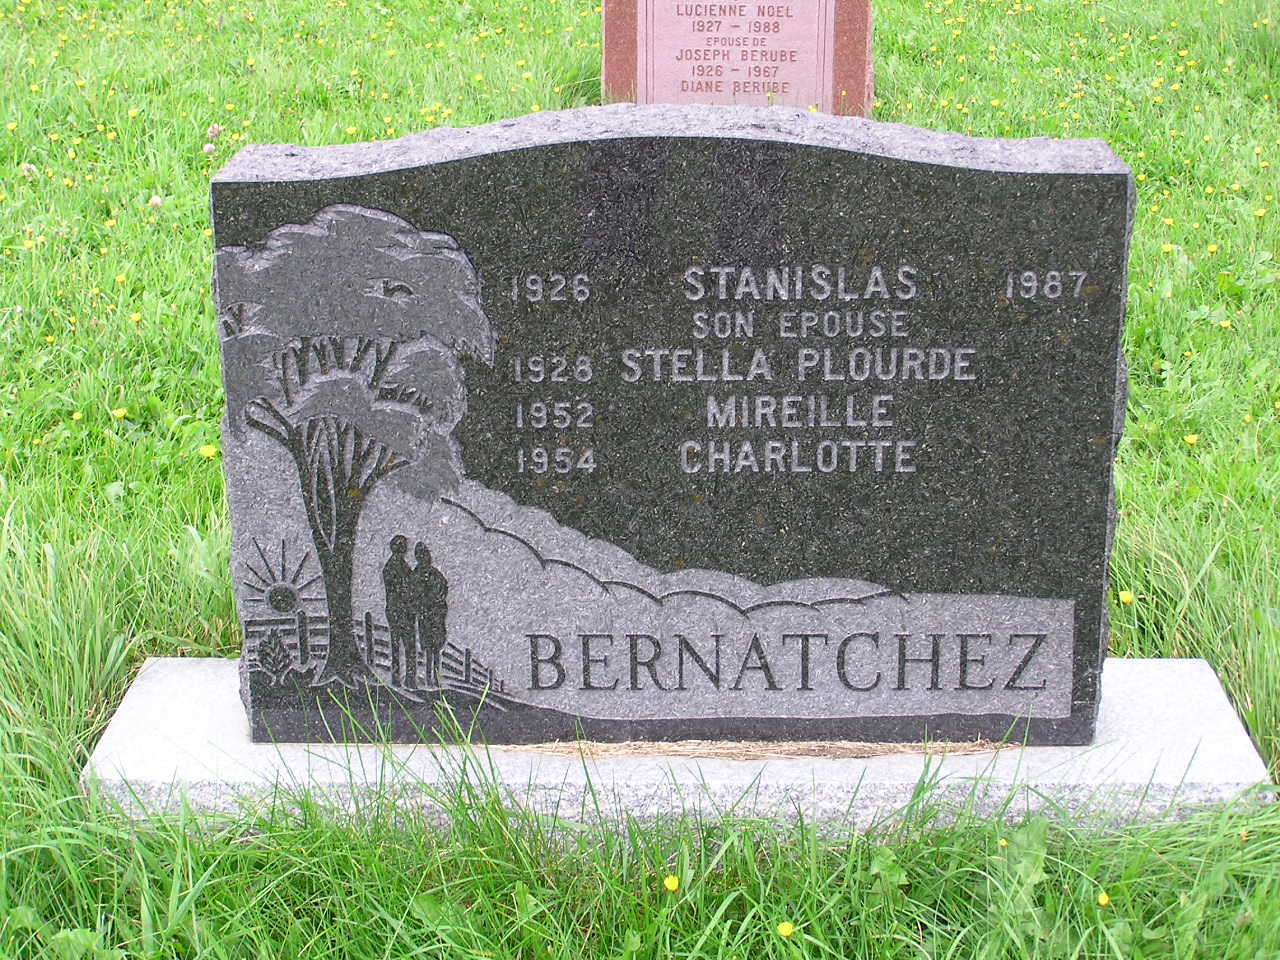 LUCIENNE NOEL
1927 - 1988
EPOUSE DE
JOSEPH BERUBE
1926 - 1967
DIANE BERUBE
1926 STANISLAS 1987
SON EPOUSE
1928 STELLA PLOURDE
1952 MIREILLE
1954 CHARLOTTE
BERNATCHEZ